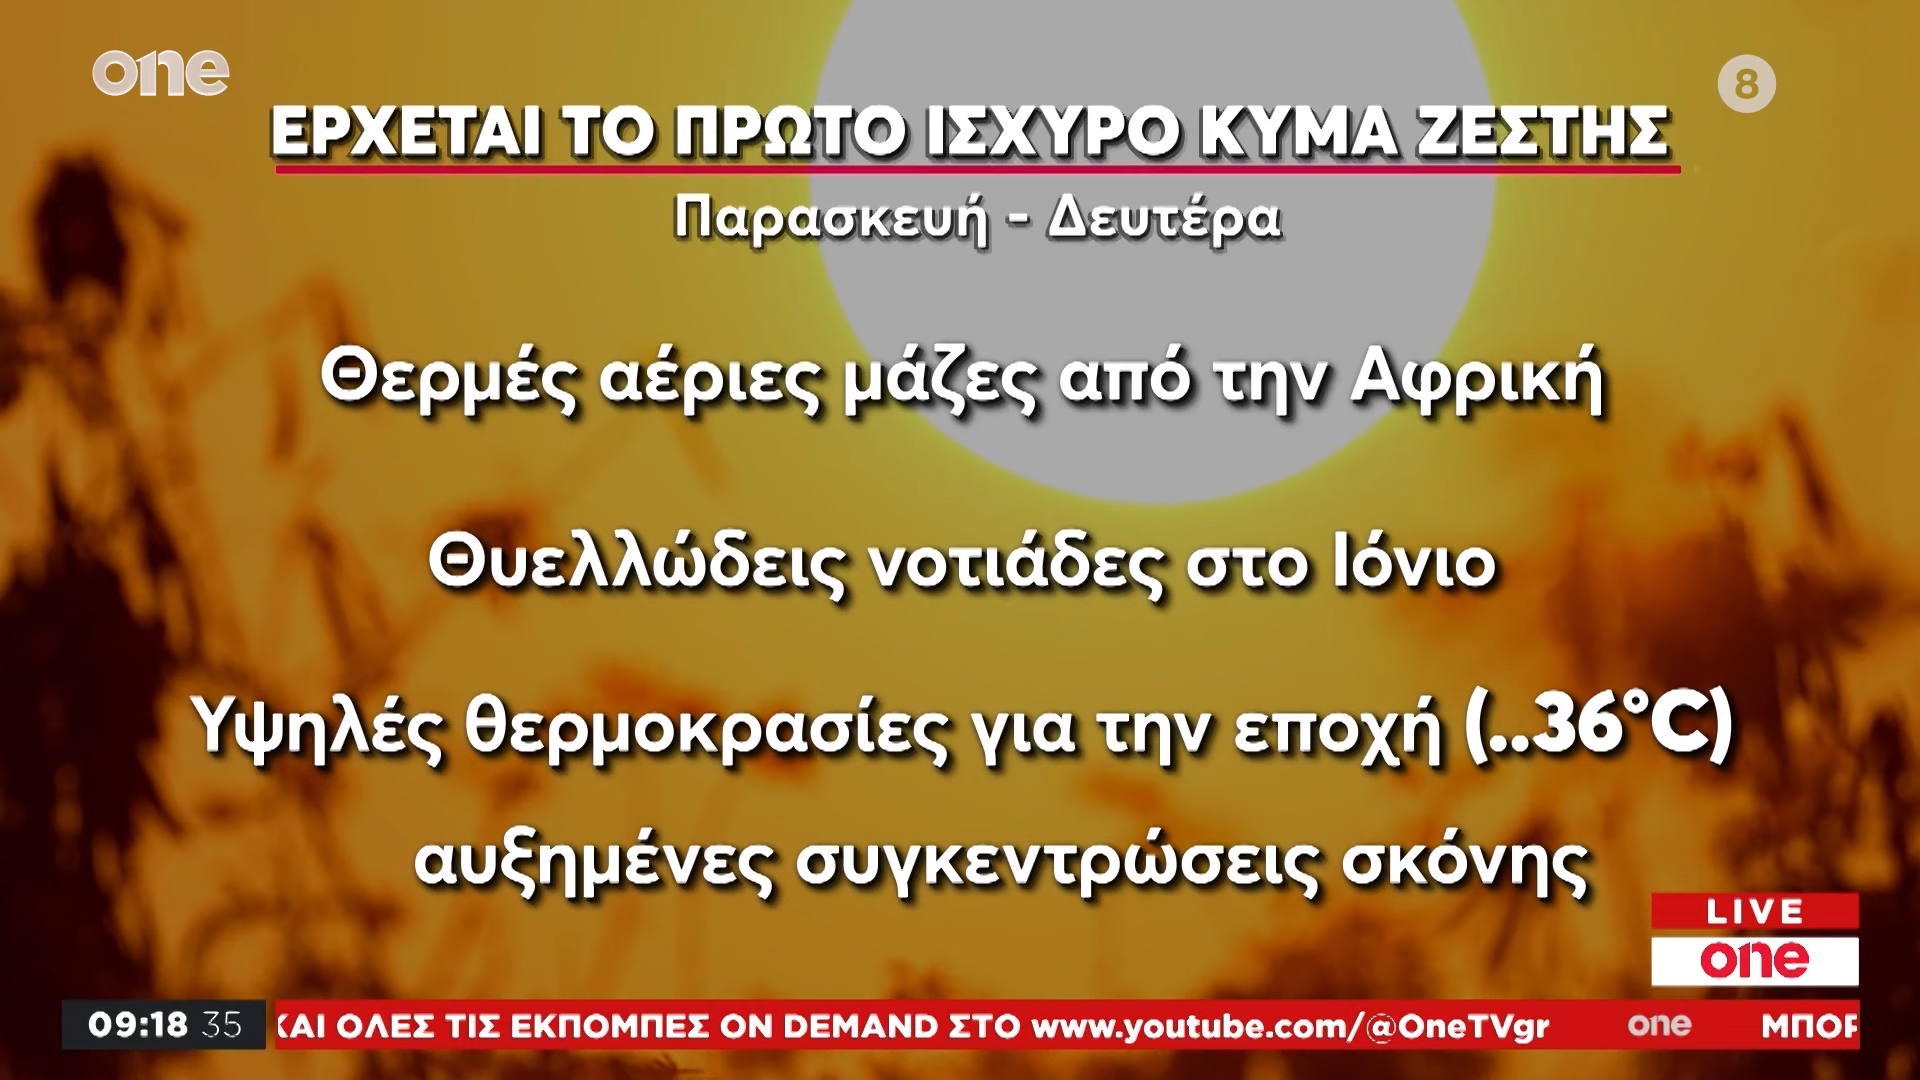 one
8
ΕΡΧΕΤΑΙ ΤΟ ΠΡΩΤΟ ΙΣΧΥΡΟ ΚΥΜΑ ΖΕΣΤΗΣ
Παρασκευή - Δευτέρα
Θερμές αέριες μάζες από την Αφρική
Θυελλώδεις νοτιάδες στο Ιόνιο
Υψηλές θερμοκρασίες για την εποχή (..36°C)
αυξημένες συγκεντρώσεις σκόνης
LIVE
one
09:18 35
ΚΑΙ ΟΛΕΣ ΤΙΣ ΕΚΠΟΜΠΕΣ ON DEMAND ΣΤΟ www.youtube.com/@OneTVgr one ΜΠΟΡ